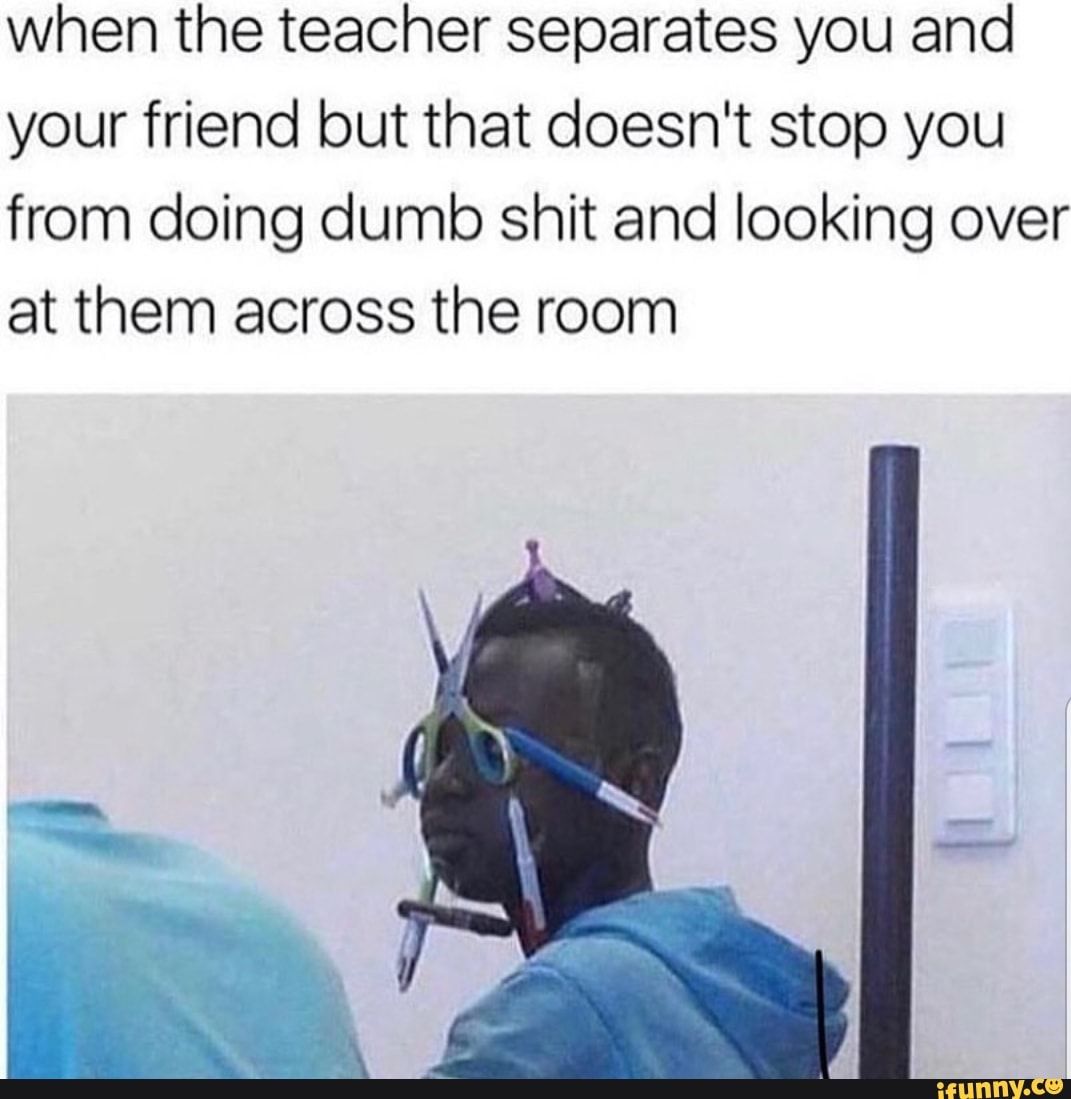 when the teacher separates you and
your friend but that doesn't stop you
from doing dumb shit and looking over
at them across the room
ifunny.co